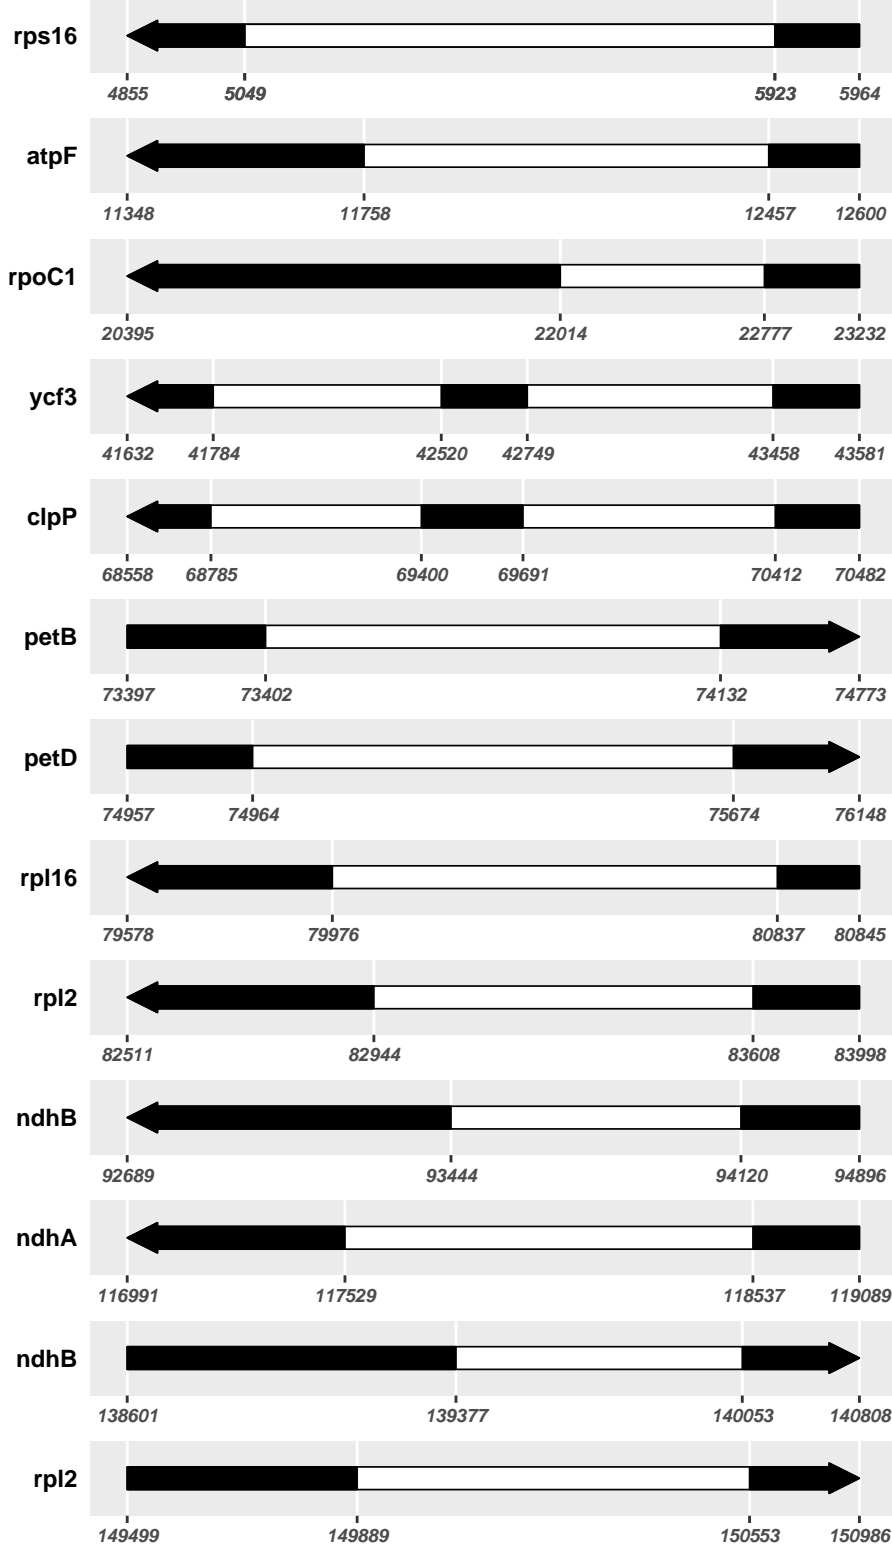 rps16
4855 5049 5923 5964
atpF
11348 11758 12457 12600
rpoC1
20395 22014 22777 23232
ycf3
41632 41784 42520 42749 43458 43581
clpP
68558 68785 69400 69691 70412 70482
petB
73397 73402 74132 74773
petD
74957 74964 75674 76148
rpl16
79578 79976 80837 80845
rpl2
82511 82944 83608 83998
ndhB
92689 93444 94120 94896
ndhA
116991 117529 118537 119089
ndhB
138601 139377 140053 140808
rpl2
149499 149889 150553 150986